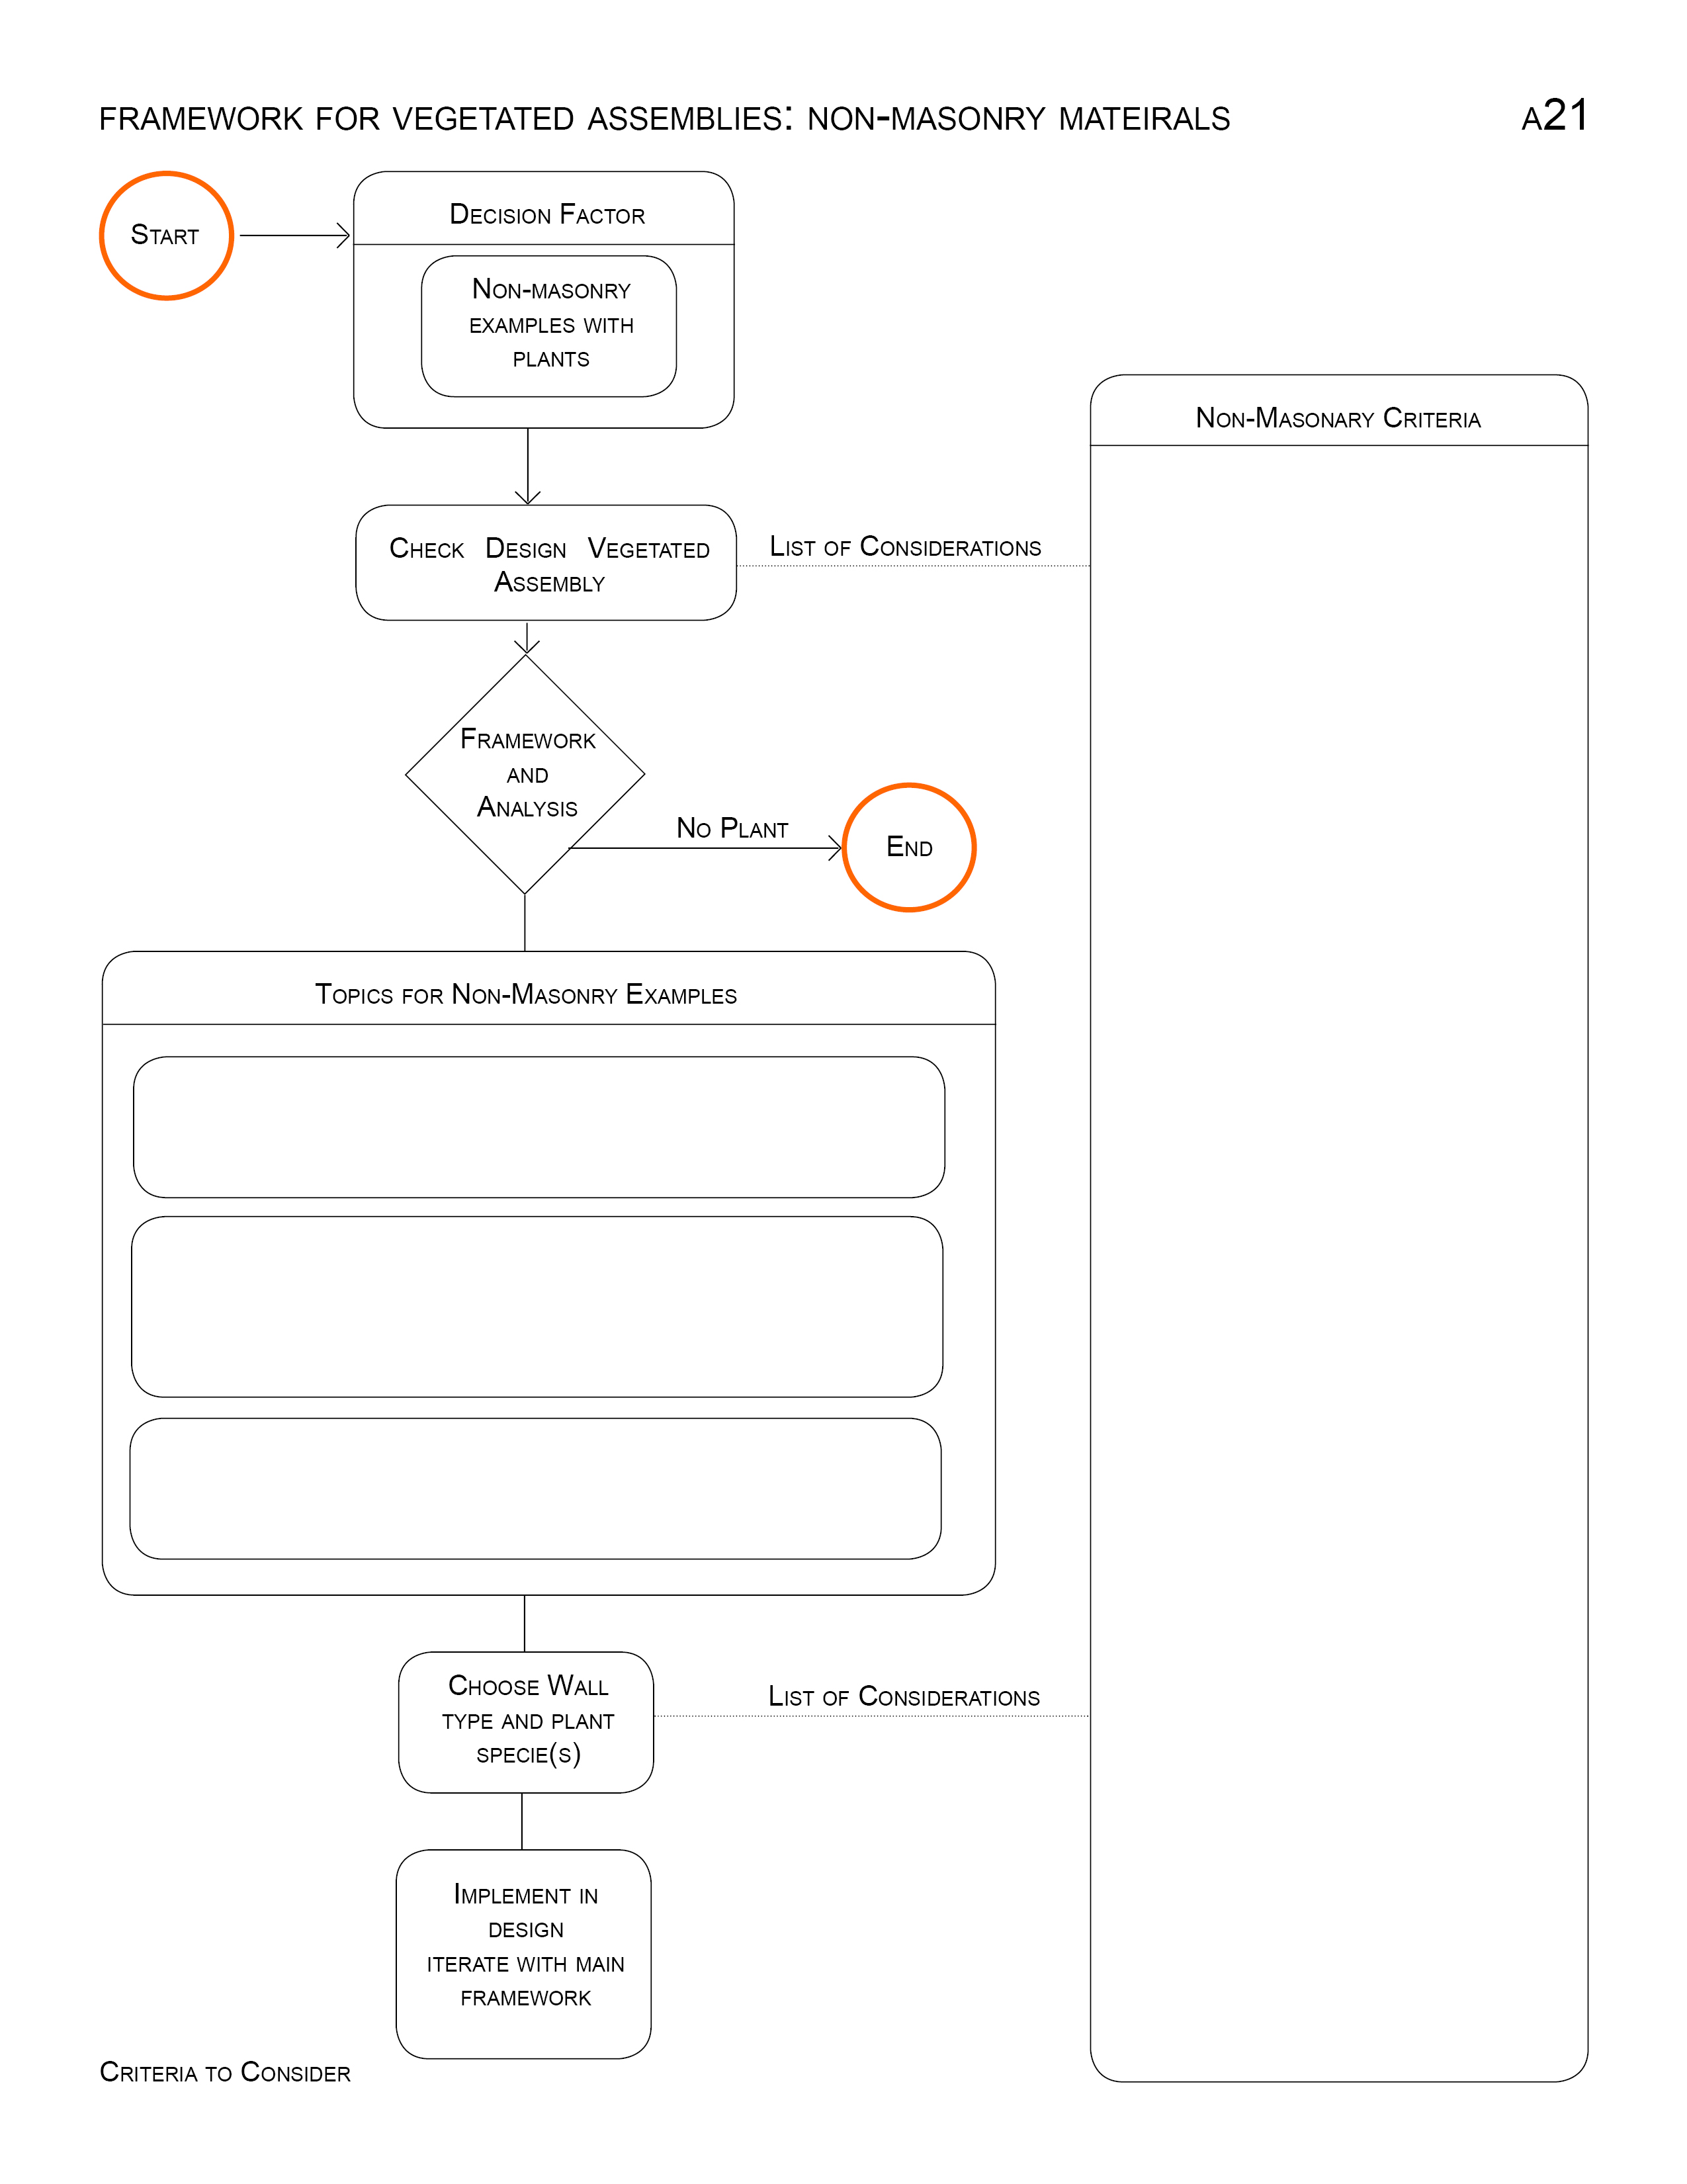 FRAMEWORK FOR VEGETATED ASSEMBLIES: NON-MASONRY MATEIRALS
A21
START
DECISION FACTOR
NON-MASONRY
EXAMPLES WITH
PLANTS
NON-MASONARY CRITERIA
CHECK DESIGN VEGETATED
ASSEMBLY
LIST OF CONSIDERATIONS
FRAMEWORK
AND
ANALYSIS
NO PLANT
END
TOPICS FOR NON-MASONRY EXAMPLES
CHOOSE WALL
TYPE AND PLANT
SPECIE(S)
LIST OF CONSIDERATIONS
IMPLEMENT IN
DESIGN
ITERATE WITH MAIN
FRAMEWORK
CRITERIA TO CONSIDER